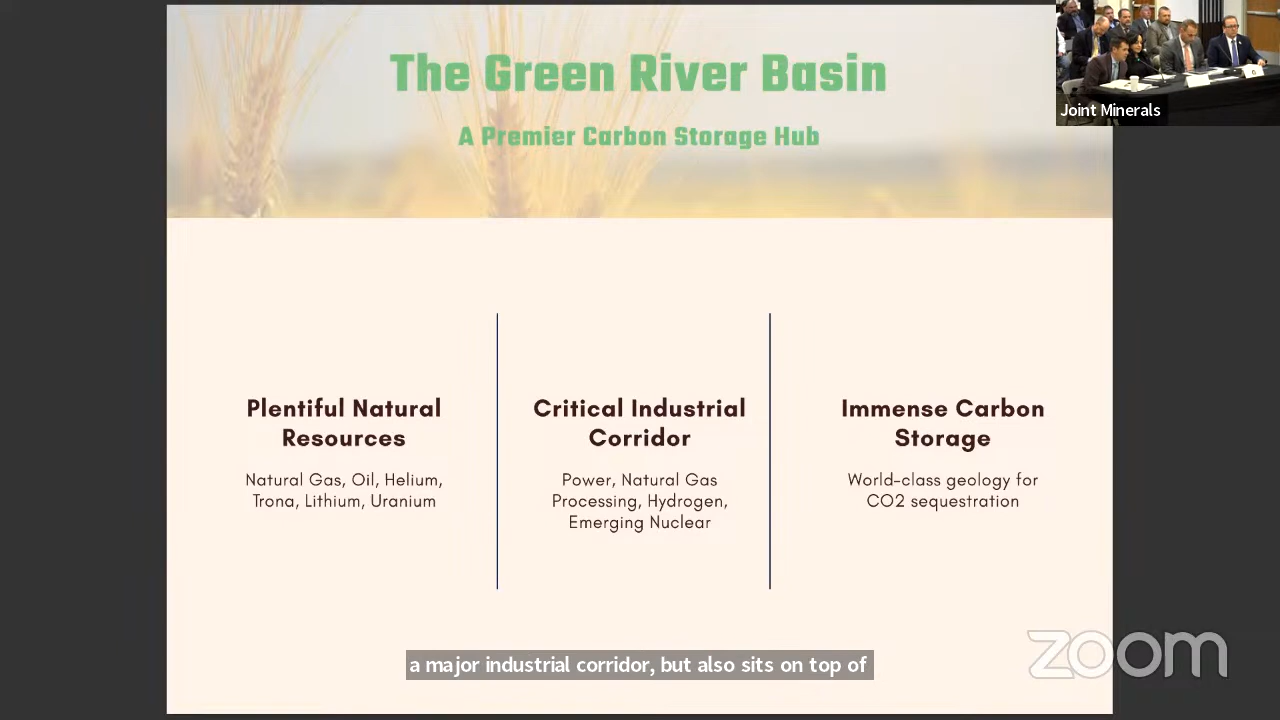 The Green River Basin
A Premier Carbon Storage Hub
Joint Minerals
Plentiful Natural
Resources
Natural Gas, Oil, Helium,
Trona, Lithium, Uranium
Critical Industrial
Corridor
Power, Natural Gas
Processing, Hydrogen,
Emerging Nuclear
Immense Carbon
Storage
World-class geology for
CO2 sequestration
a major industrial corridor, but also sits on top of
zoom